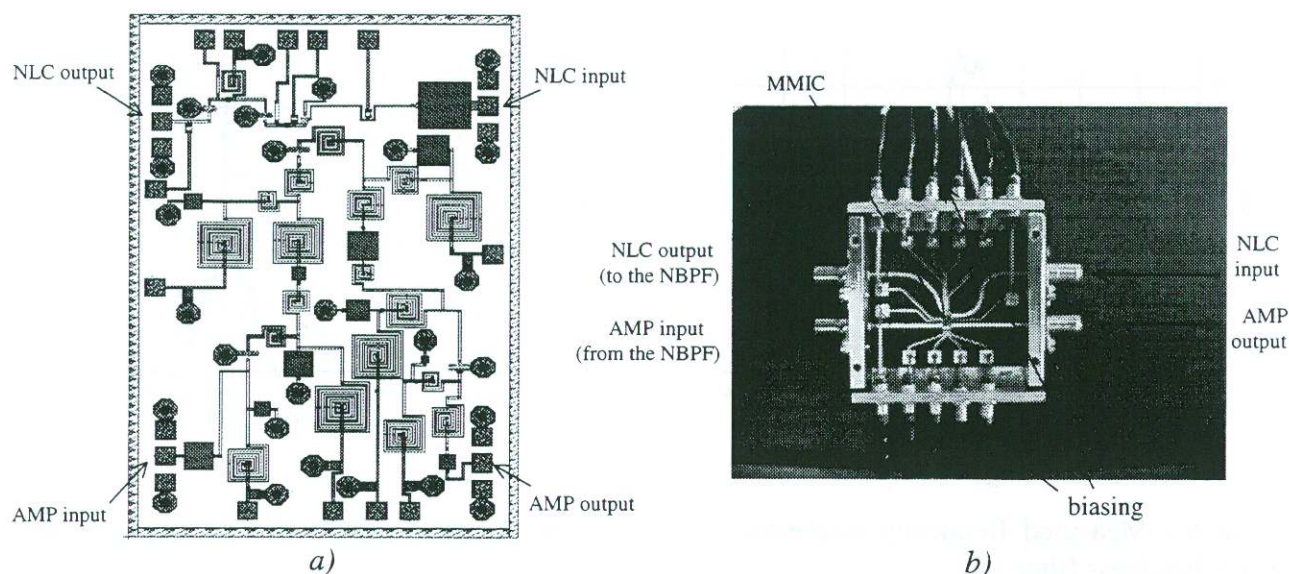 NLC output
NLC input
AMP input
AMP output
a)
MMIC
NLC output
(to the NBPF)
AMP input
(from the NBPF)
NLC
input
AMP
output
biasing
b)